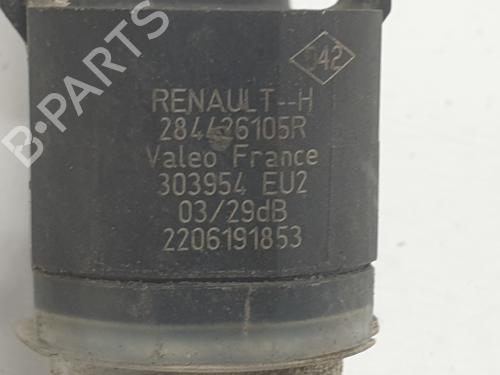 B-PARTS
042
RENAULT--H
284426105R
Valeo France
303954 EU2
03/29dB
2206191853